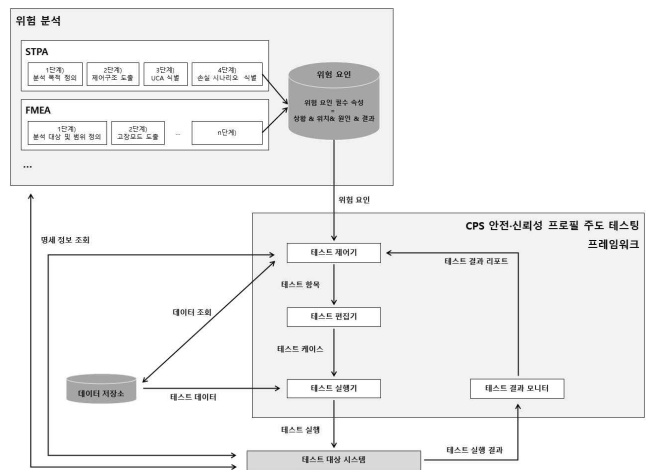 위험 분석
STPA
1단계)
분석 목적 정의
2단계)
제어구조 도출
3단계)
UCA 식별
4단계)
손실 시나리오 식별
FMEA
1단계)
분석 대상 및 범위 정의
2단계)
고장모드 도출
...
n단계)
...
위험 요인
위험 요인 필수 속성
=
상황 & 위치& 원인 & 결과
위험 요인
CPS 안전·신뢰성 프로필 주도 테스팅
프레임워크
명세 정보 조회
테스트 제어기
테스트 결과 리포트
테스트 항목
데이터 조회
테스트 편집기
테스트 케이스
데이터 저장소
테스트 데이터
테스트 실행기
테스트 결과 모니터
테스트 실행
테스트 대상 시스템
테스트 실행 결과